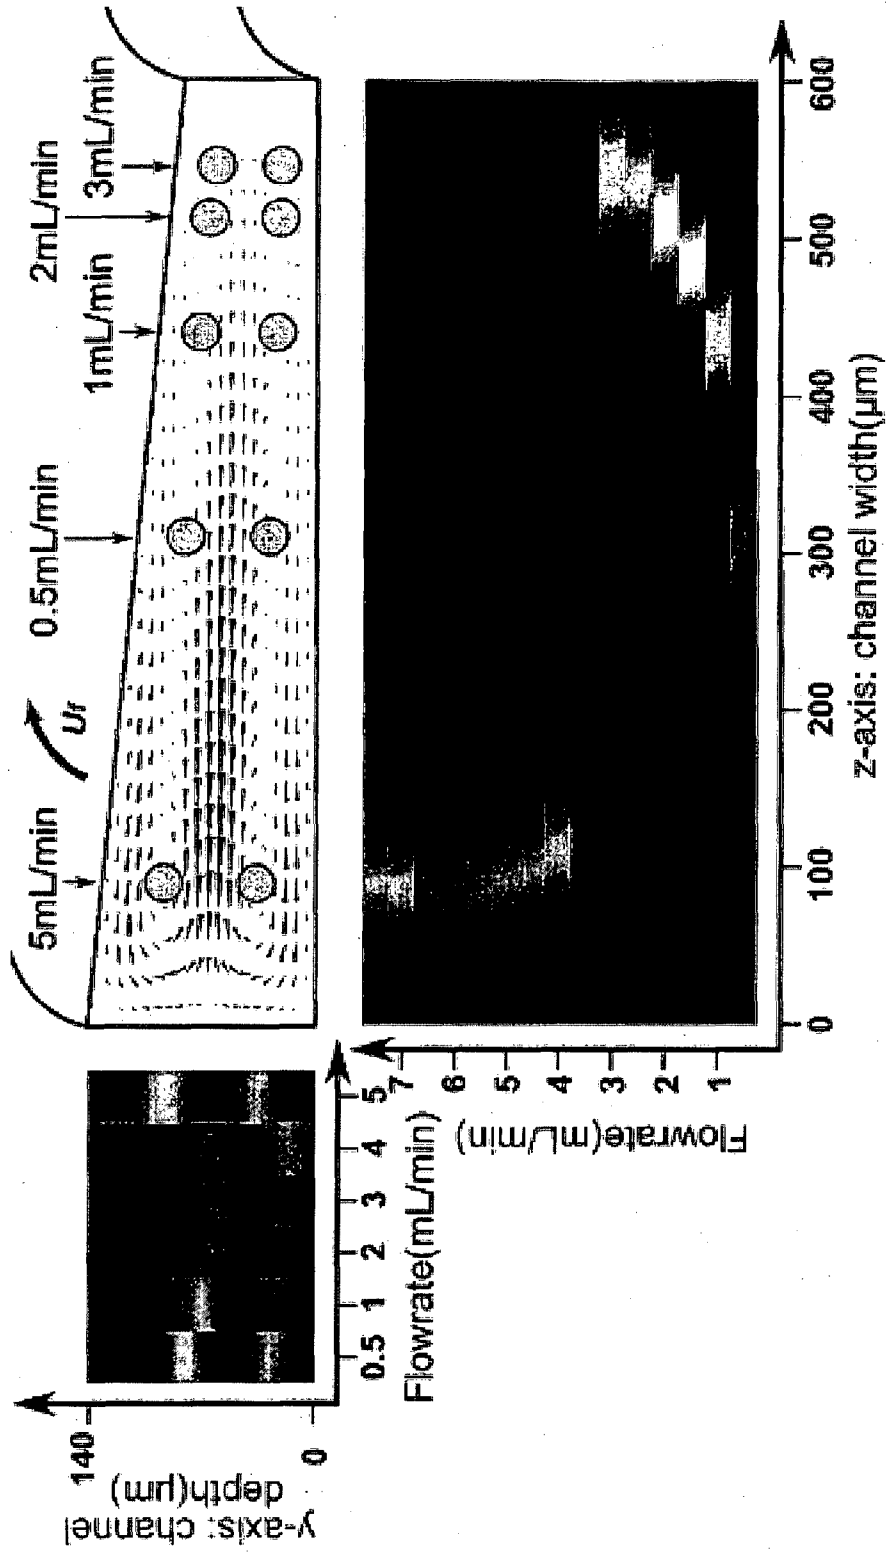 5mL/min
Uf
0.5mL/min
1mL/min
2mL/min
3mL/min
y-axis: channel
depth(μm)
140
0
0.5
1
2
3
4
5
Flowrate(mL/min)
Flowrate(mL/min)
7
6
5
4
3
2
1
0
100
200
300
400
500
600
z-axis: channel width(μm)